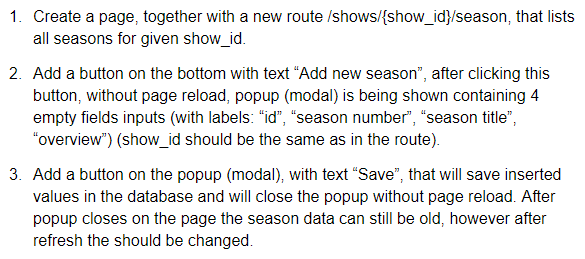 1. Create a page, together with a new route /shows/{show_id}/season, that lists
all seasons for given show_id.
2. Add a button on the bottom with text “Add new season”, after clicking this
button, without page reload, popup (modal) is being shown containing 4
empty fields inputs (with labels: “id”, “season number”, “season title”,
“overview”) (show_id should be the same as in the route).
3. Add a button on the popup (modal), with text “Save”, that will save inserted
values in the database and will close the popup without page reload. After
popup closes on the page the season data can still be old, however after
refresh the should be changed.